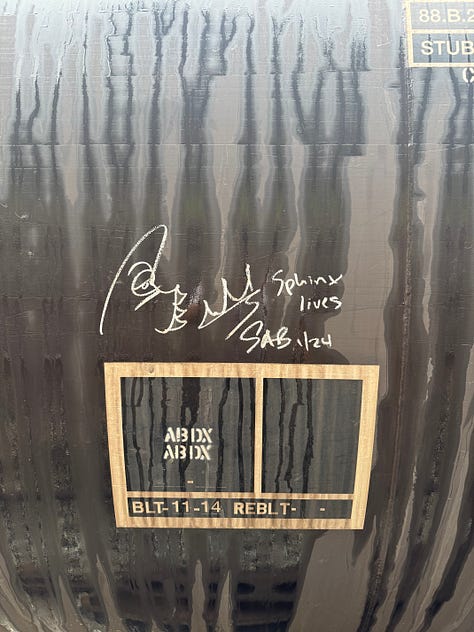 88.B.2
STUB
Sphinx
lives
SAB 1/24
ABDX
ABDX
-
BLT-11-14 REBLT- -